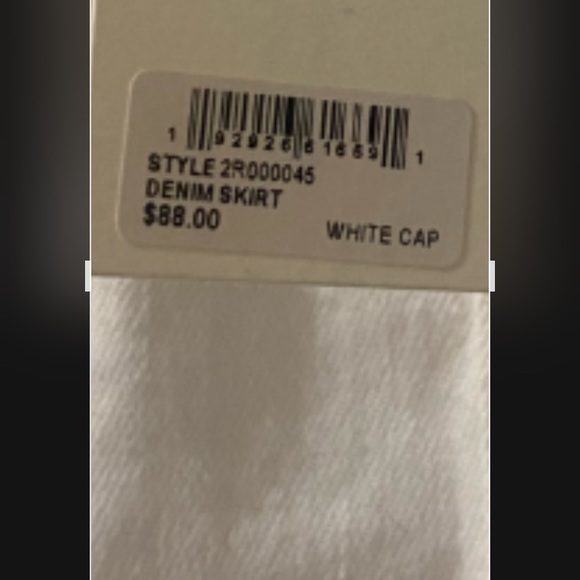 1 92926 61659 1
STYLE 2R000045
DENIM SKIRT
$88.00
WHITE CAP